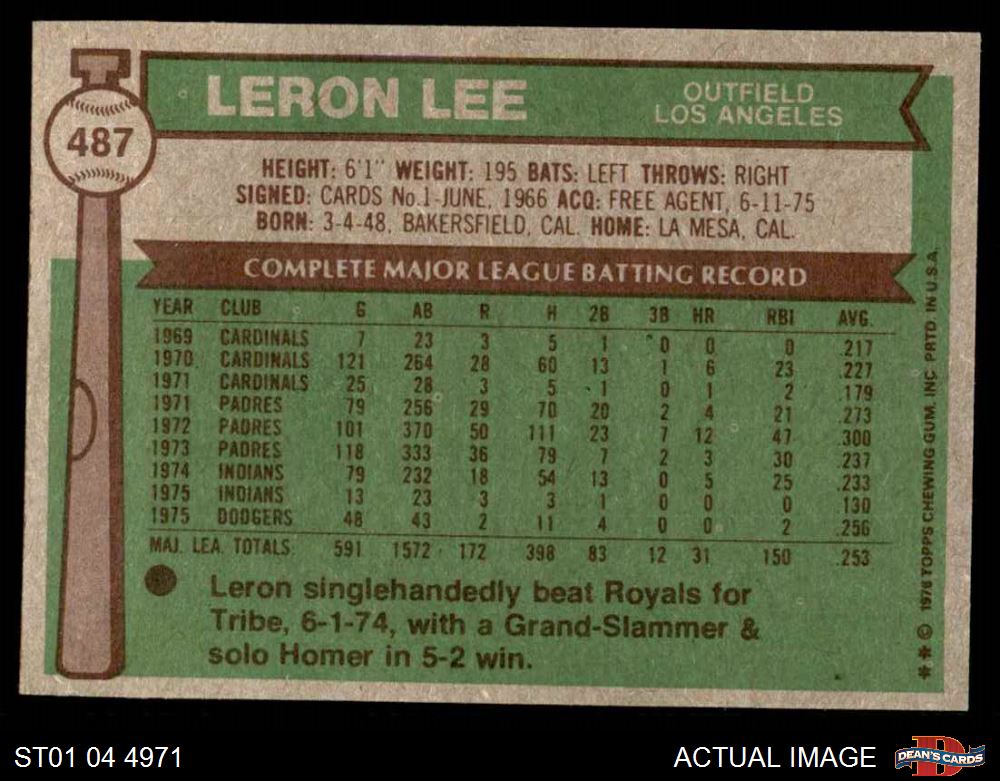 487
LERON LEE
OUTFIELD
LOS ANGELES
HEIGHT: 6'1" WEIGHT: 195 BATS: LEFT THROWS: RIGHT
SIGNED: CARDS No.1-JUNE, 1966 ACQ: FREE AGENT, 6-11-75
BORN: 3-4-48, BAKERSFIELD, CAL. HOME: LA MESA, CAL.
COMPLETE MAJOR LEAGUE BATTING RECORD
YEAR CLUB G AB R H 2B 3B HR RBI AVG.
1969 CARDINALS 7 23 3 5 1 0 0 0 .217
1970 CARDINALS 121 264 28 60 13 1 6 23 .227
1971 CARDINALS 25 28 3 5 1 0 1 2 .179
1971 PADRES 79 256 29 70 20 2 4 21 .273
1972 PADRES 101 370 50 111 23 7 12 47 .300
1973 PADRES 118 333 36 79 7 2 3 30 .237
1974 INDIANS 79 232 18 54 13 0 5 25 .233
1975 INDIANS 13 23 3 3 1 0 0 0 .130
1975 DODGERS 48 43 2 11 4 0 0 2 .256
MAJ. LEA. TOTALS 591 1572 172 398 83 12 31 150 .253
Leron singlehandedly beat Royals for
Tribe, 6-1-74, with a Grand-Slammer &
solo Homer in 5-2 win.
** © 1976 TOPPS CHEWING GUM, INC. PRTD. IN U.S.A.
ST01 04 4971
ACTUAL IMAGE
D
DEAN'S CARDS